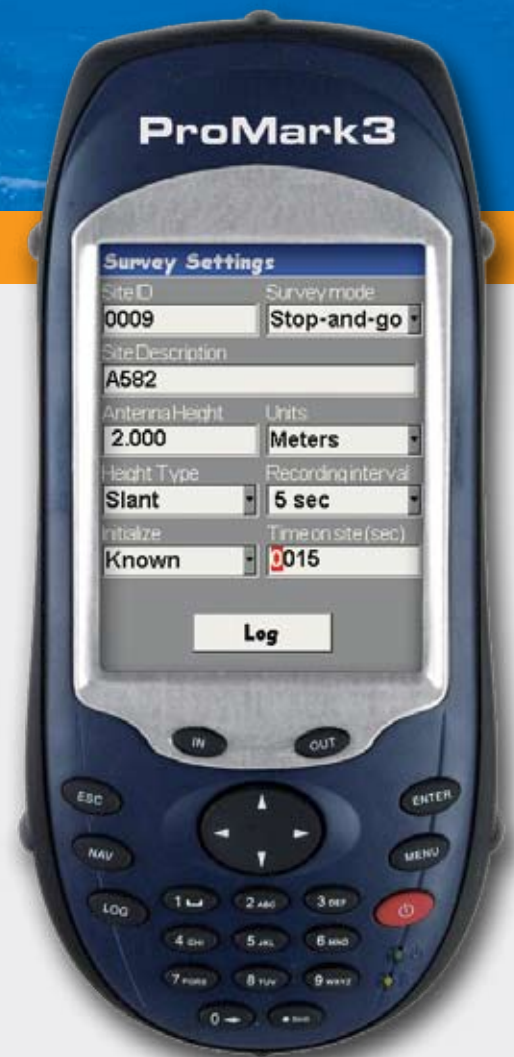 ProMark3
Survey Settings
Site ID Survey mode
0009 Stop-and-go
Site Description
A582
Antenna Height Units
2.000 Meters
Height Type Recording interval
Slant 5 sec
Initialize Time on site (sec)
Known 0015
Log
IN OUT
ESC ENTER
NAV MENU
LOG 1 2 ABC 3 DEF
4 GHI 5 JKL 6 MNO
7 PQRS 8 TUV 9 WXYZ
0